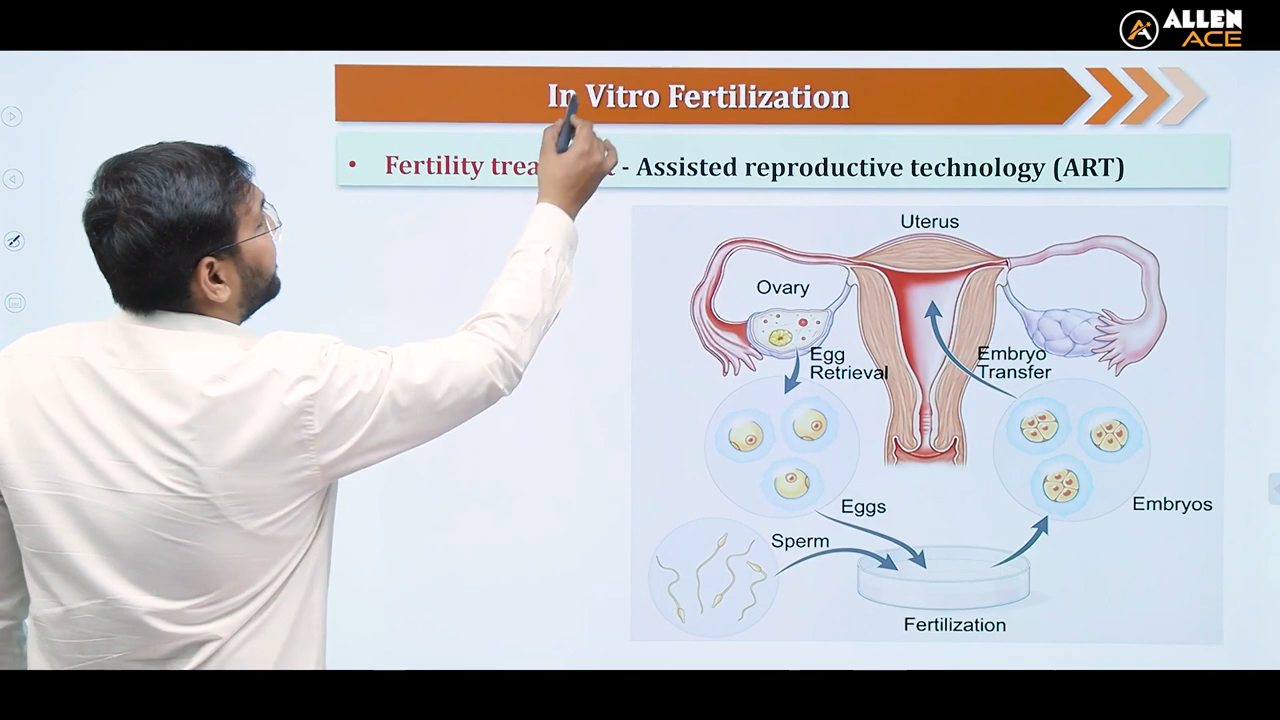 ALLEN
ACE
In Vitro Fertilization
• Fertility - Assisted reproductive technology (ART)
Uterus
Ovary
Egg
Retrieval
Embryo
Transfer
Eggs
Embryos
Sperm
Fertilization